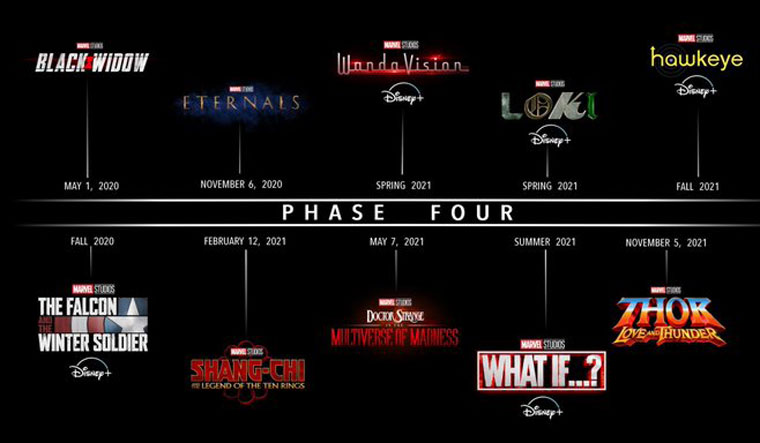 MARVEL STUDIOS
BLACK WIDOW
MAY 1, 2020
MARVEL STUDIOS
ETERNALS
NOVEMBER 6, 2020
MARVEL STUDIOS
WandaVision
Disney+
SPRING 2021
MARVEL STUDIOS
LOKI
Disney+
SPRING 2021
MARVEL STUDIOS
hawkeye
Disney+
FALL 2021
PHASE FOUR
FALL 2020
MARVEL STUDIOS
THE FALCON
AND THE
WINTER SOLDIER
Disney+
FEBRUARY 12, 2021
MARVEL STUDIOS
SHANG-CHI
AND THE LEGEND OF THE TEN RINGS
MAY 7, 2021
MARVEL STUDIOS
DOCTOR STRANGE
IN THE
MULTIVERSE OF MADNESS
SUMMER 2021
MARVEL STUDIOS
WHAT IF...?
Disney+
NOVEMBER 5, 2021
MARVEL STUDIOS
THOR
LOVE AND THUNDER